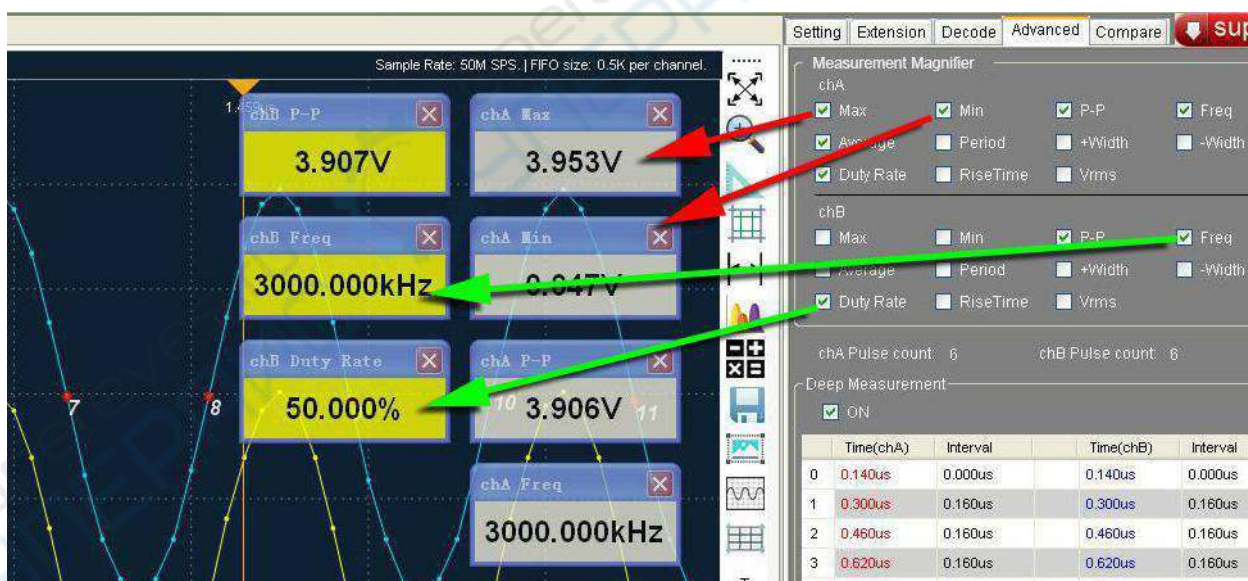 Setting Extension Decode Advanced Compare
Sample Rate: 50M SPS. | FIFO size: 0.5K per channel.
chB P-P
3.907V
chA Max
3.953V
chB Freq
3000.000kHz
chA Min
0.047V
chB Duty Rate
50.000%
chA P-P
3.906V
chA Freq
3000.000kHz
7
8
10
11
Measurement Magnifier
chA
Max Min P-P Freq
Average Period +Width -Width
Duty Rate RiseTime Vrms
chB
Max Min P-P Freq
Average Period +Width -Width
Duty Rate RiseTime Vrms
chA Pulse count: 6 chB Pulse count: 6
Deep Measurement
ON
Time(chA) Interval Time(chB) Interval
0 0.140us 0.000us 0.140us 0.000us
1 0.300us 0.160us 0.300us 0.160us
2 0.460us 0.160us 0.460us 0.160us
3 0.620us 0.160us 0.620us 0.160us